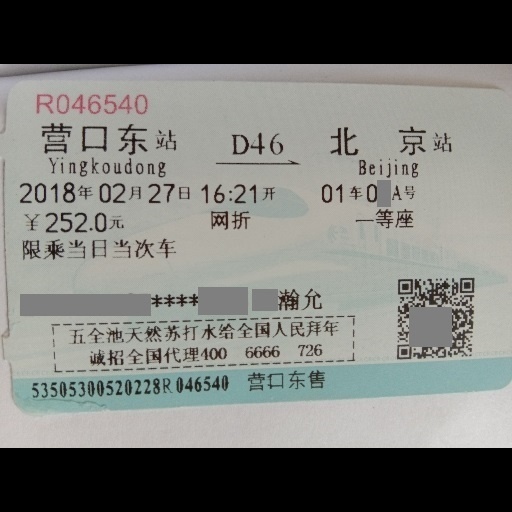 R046540
营口东站 D46 北京站
Yingkoudong Beijing
2018年02月27日 16:21开 01车0 A号
￥252.0元 网折 一等座
限乘当日当次车
**** 瀚允
五全池天然苏打水给全国人民拜年
诚招全国代理400 6666 726
53505300520228R046540 营口东售